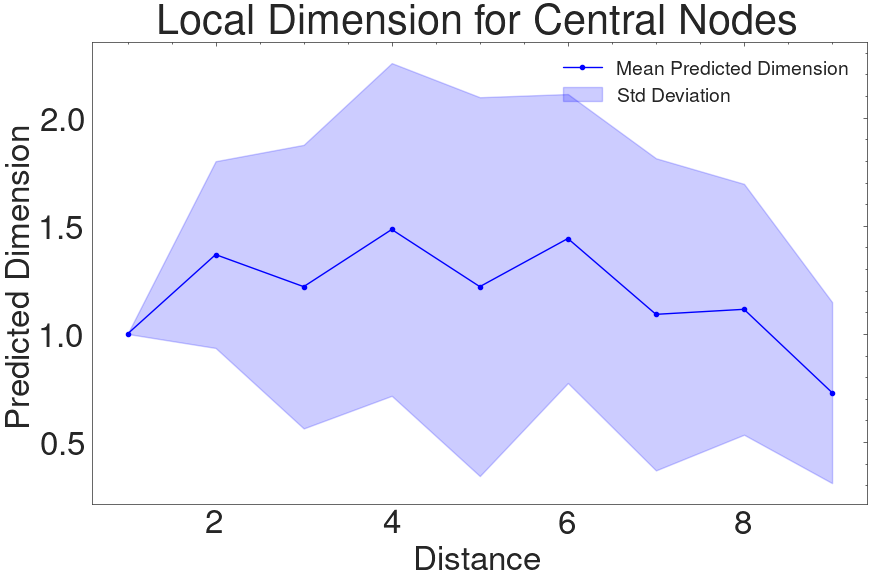 Local Dimension for Central Nodes
Mean Predicted Dimension
Std Deviation
Predicted Dimension
2.0
1.5
1.0
0.5
2 4 6 8
Distance